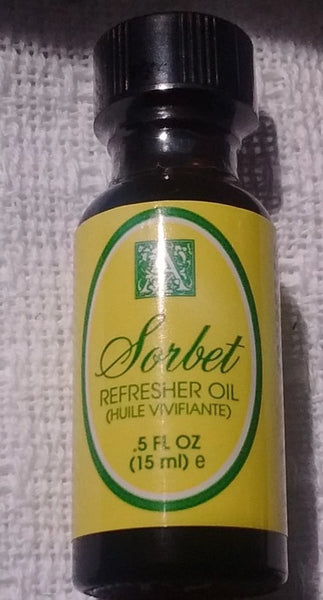 A
Sorbet
REFRESHER OIL
(HUILE VIVIFIANTE)
.5 FL OZ
(15 ml) e